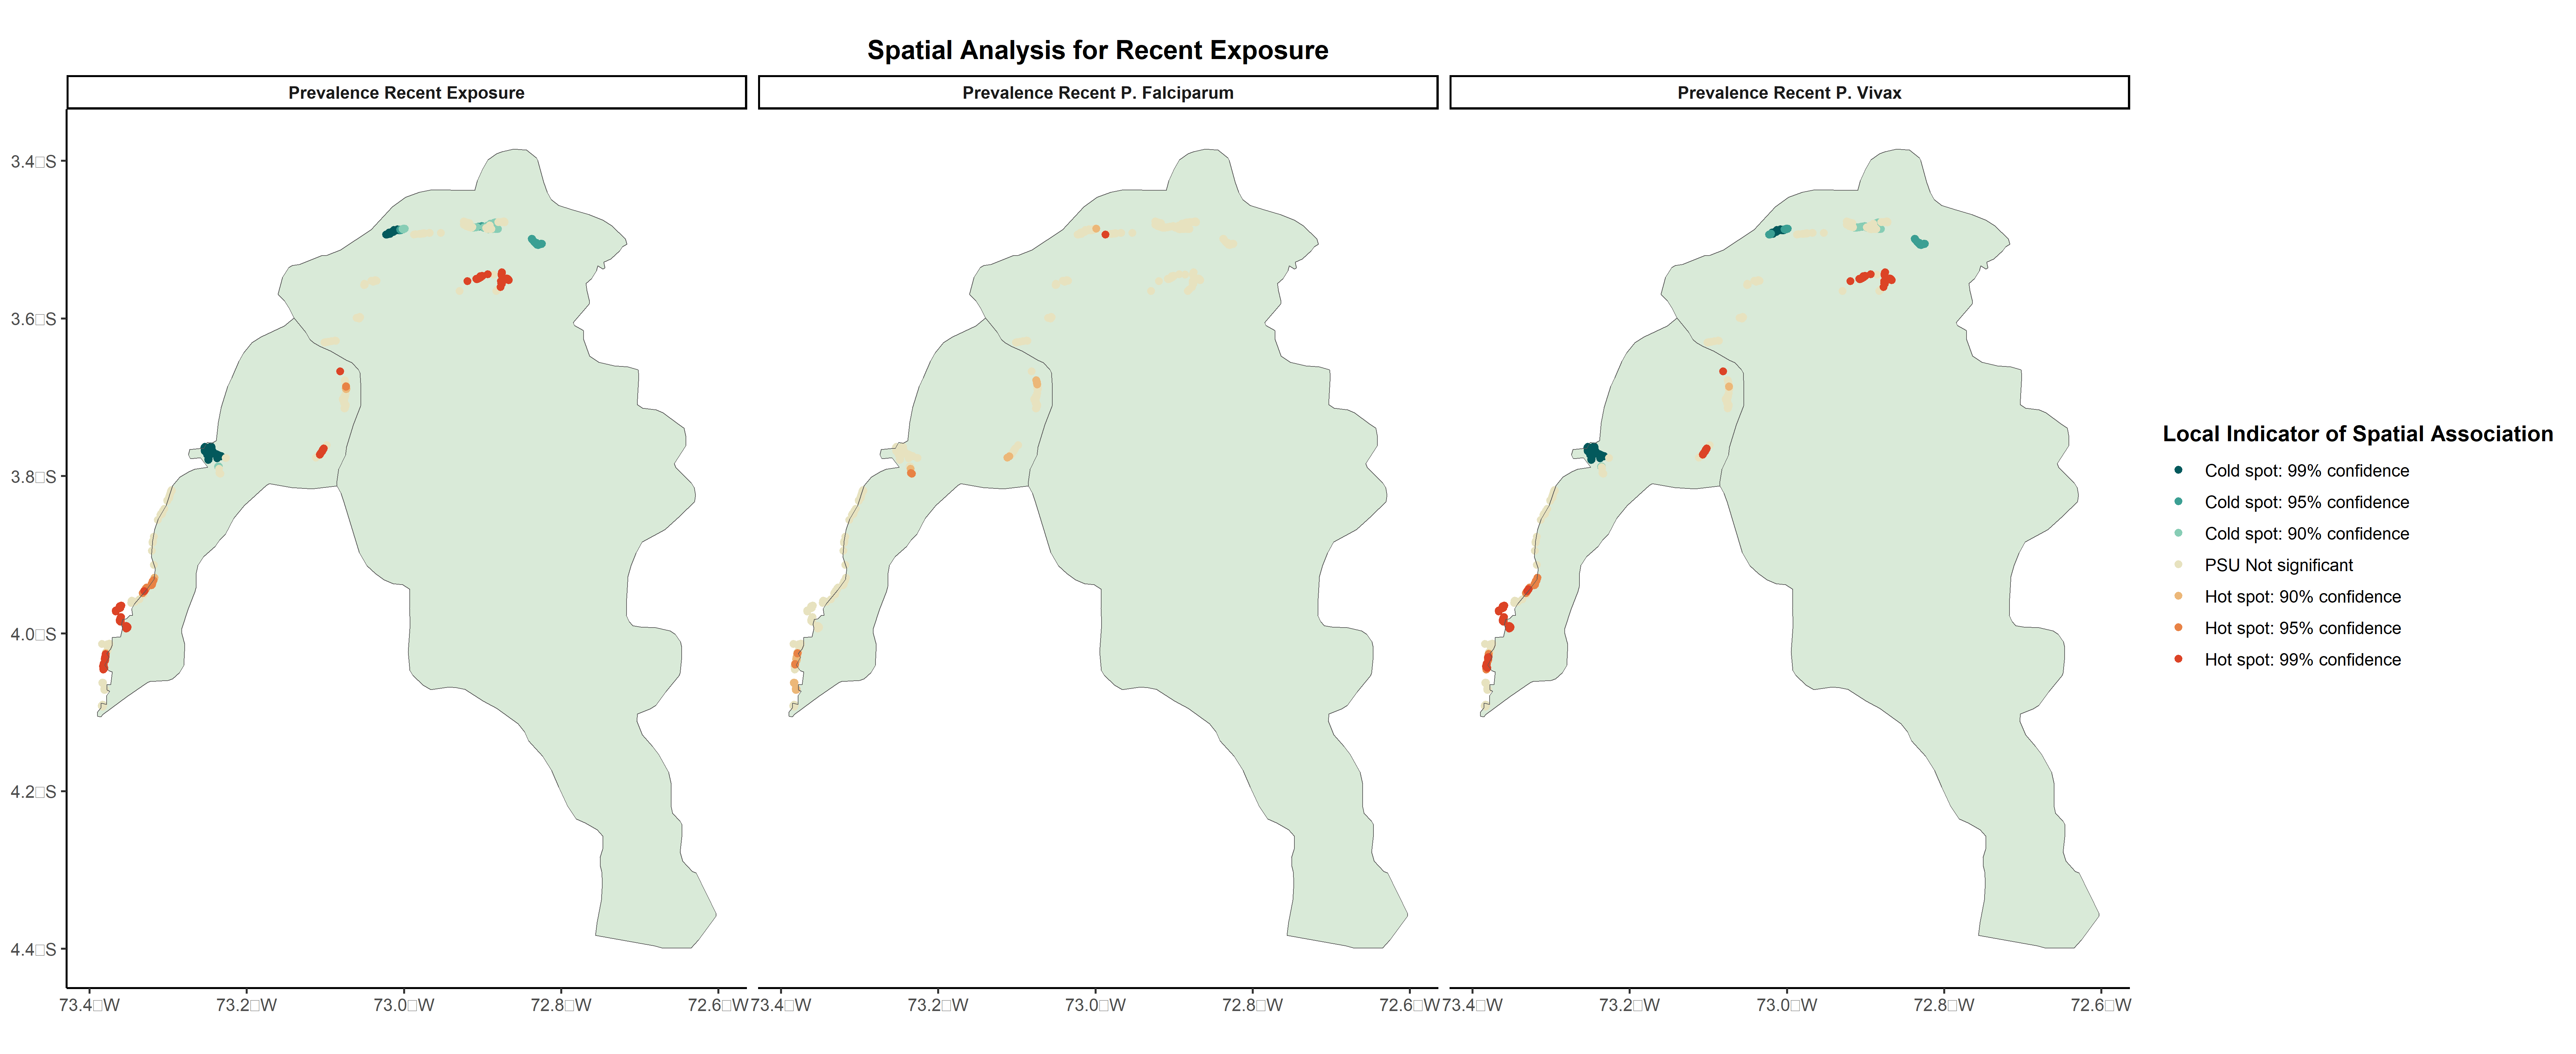 Spatial Analysis for Recent Exposure
Prevalence Recent Exposure
Prevalence Recent P. Falciparum
Prevalence Recent P. Vivax
3.4□S
3.6□S
3.8□S
4.0□S
4.2□S
4.4□S
73.4□W 73.2□W 73.0□W 72.8□W 72.6□W
73.4□W 73.2□W 73.0□W 72.8□W 72.6□W
73.4□W 73.2□W 73.0□W 72.8□W 72.6□W
Local Indicator of Spatial Association
Cold spot: 99% confidence
Cold spot: 95% confidence
Cold spot: 90% confidence
PSU Not significant
Hot spot: 90% confidence
Hot spot: 95% confidence
Hot spot: 99% confidence